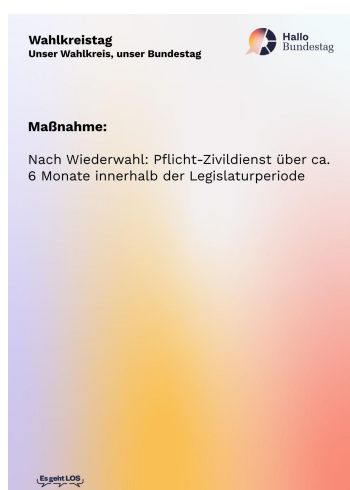 Wahlkreistag
Unser Wahlkreis, unser Bundestag
Hallo
Bundestag
Maßnahme:
Nach Wiederwahl: Pflicht-Zivildienst über ca.
6 Monate innerhalb der Legislaturperiode
Es geht LOS